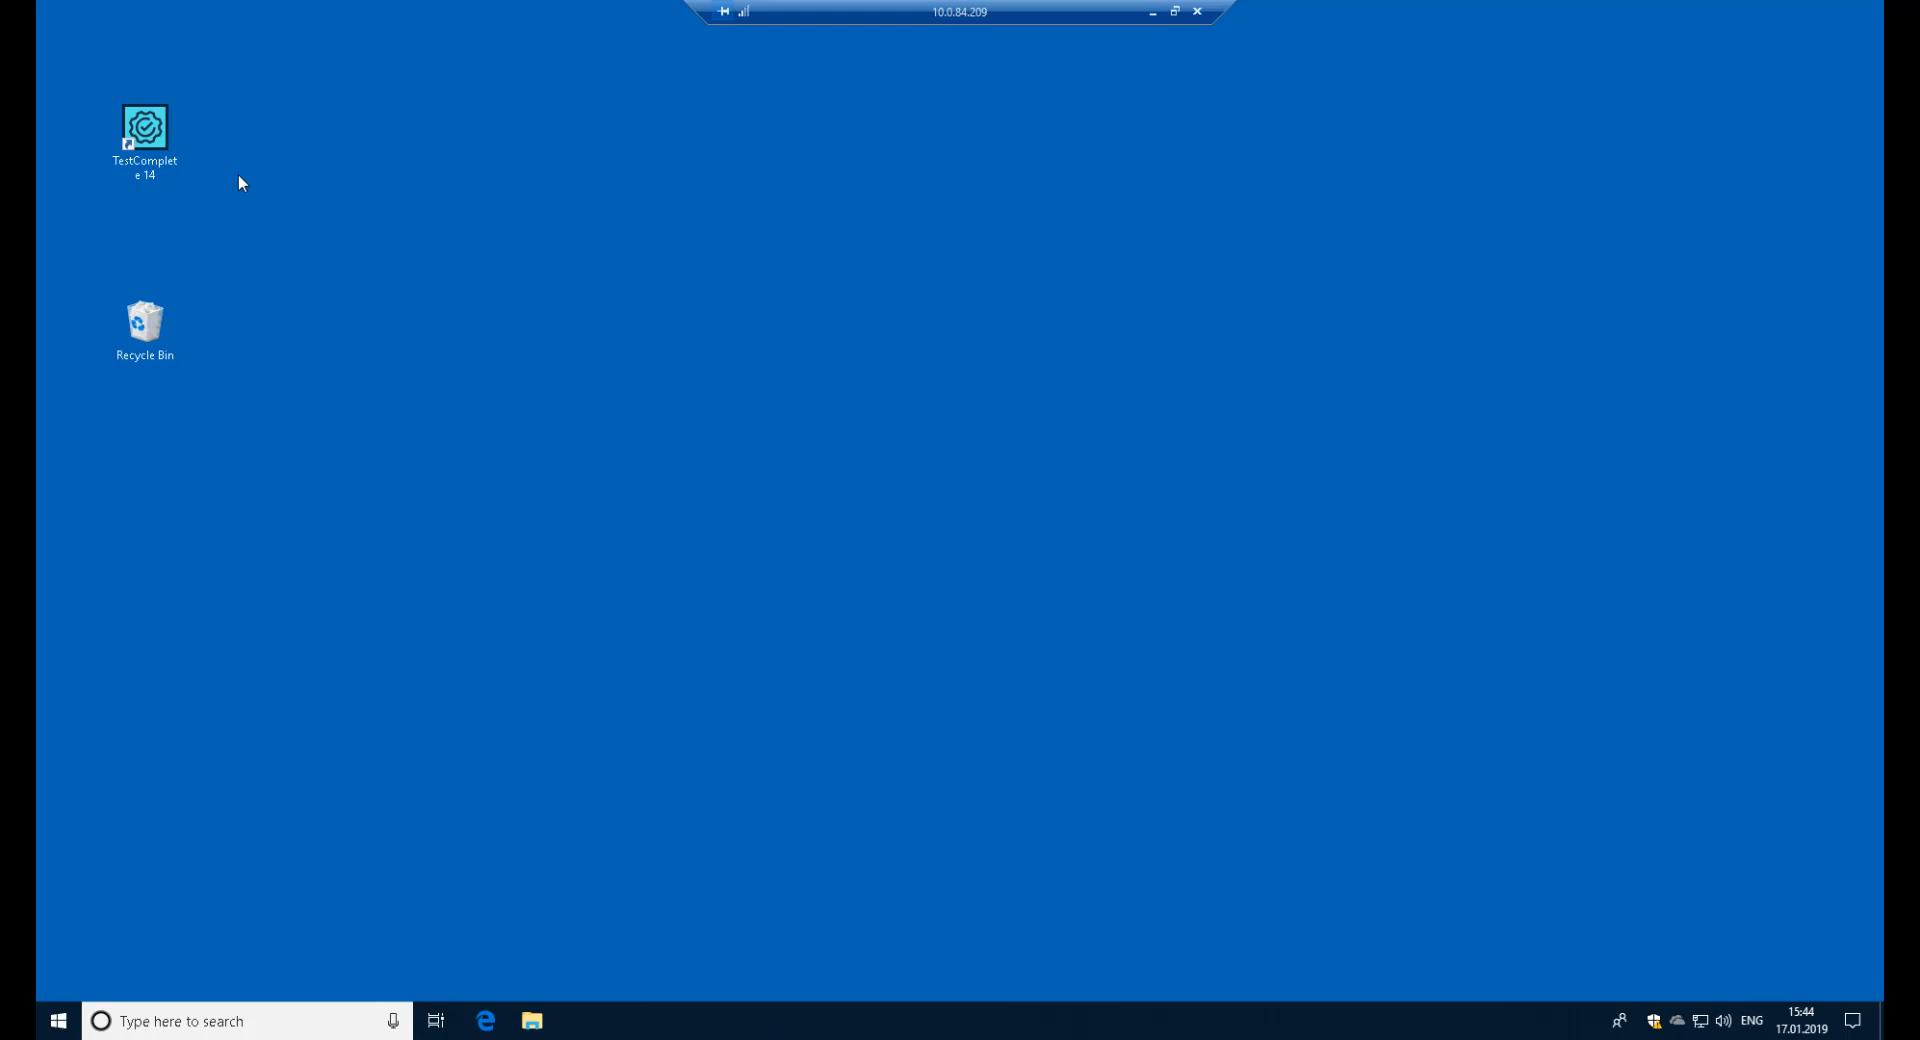 10.0.84.209
TestComplet
e 14
Recycle Bin
Type here to search
ENG
15:44
17.01.2019